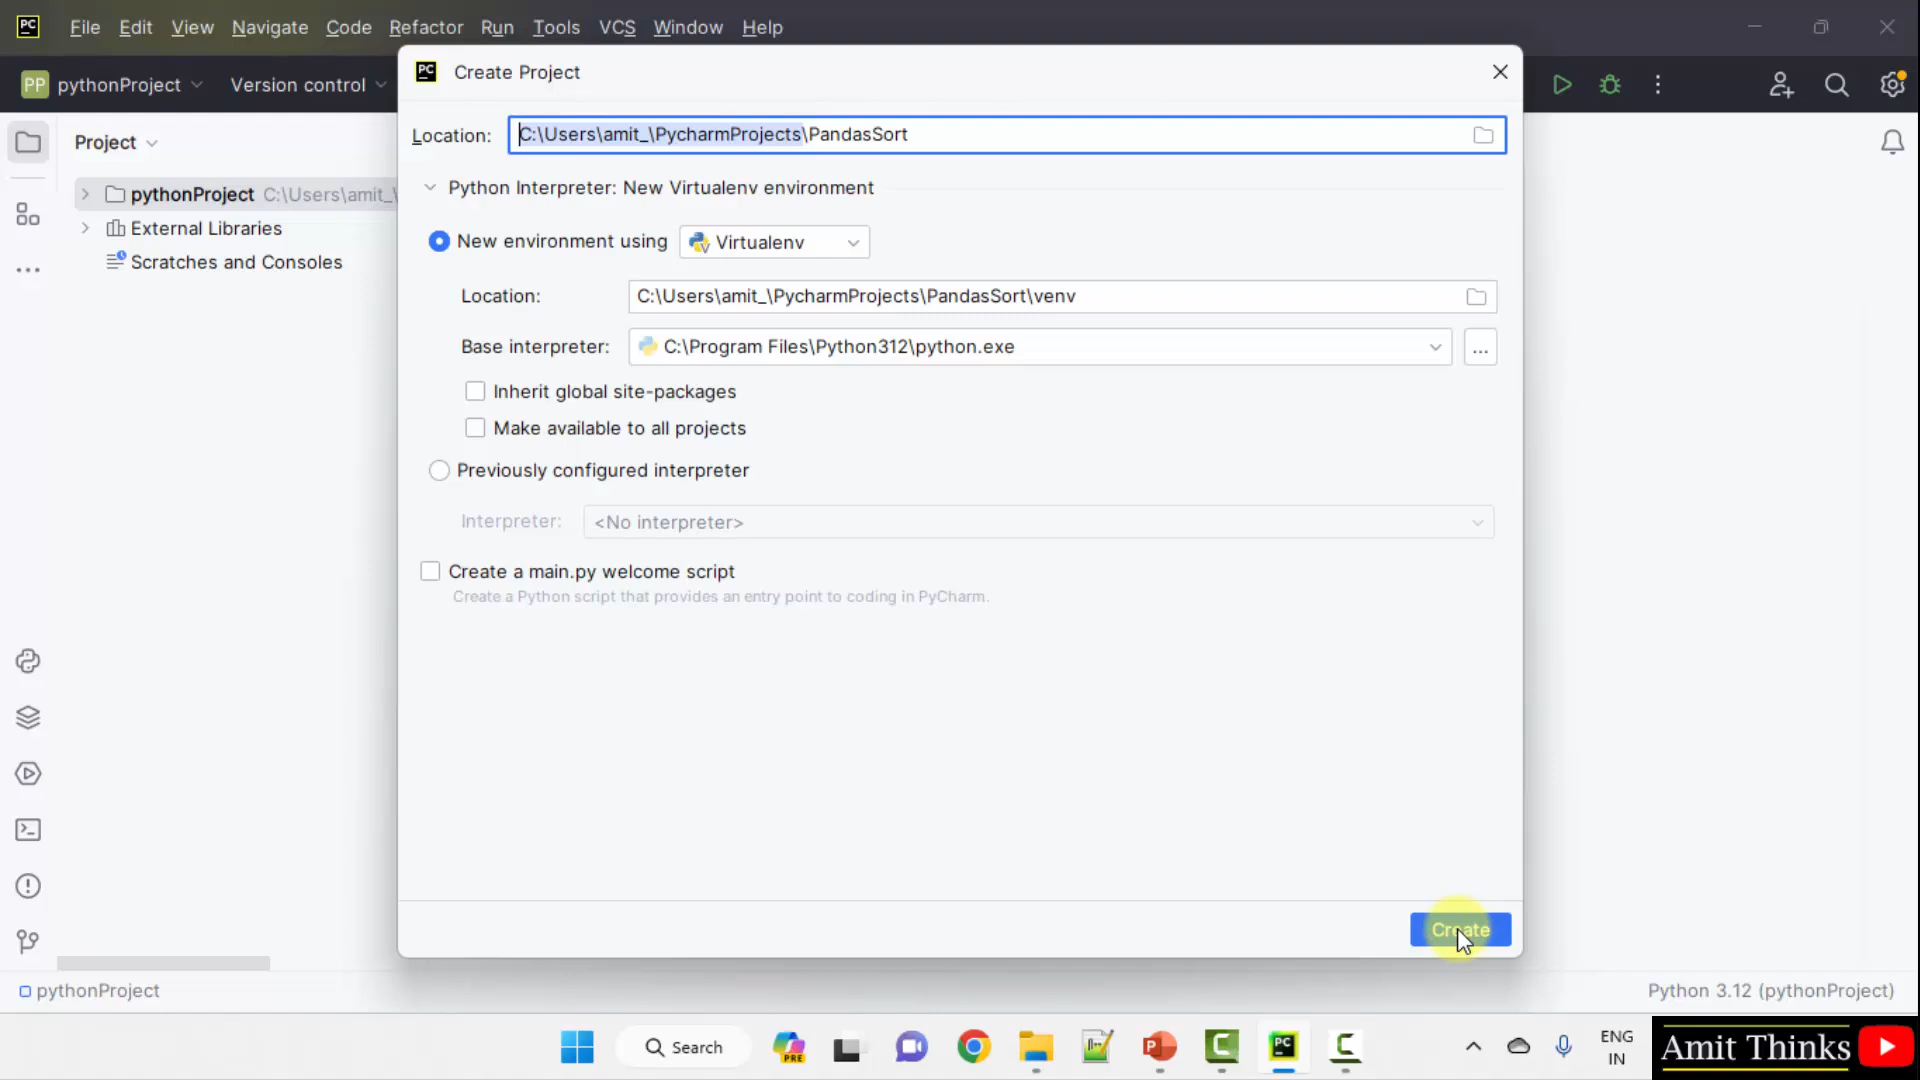 PC File Edit View Navigate Code Refactor Run Tools VCS Window Help
PP pythonProject Version control
PC Create Project
Location: C:\Users\amit_\PycharmProjects\PandasSort
Project
Python Interpreter: New Virtualenv environment
pythonProject C:\Users\amit_\
External Libraries
New environment using Virtualenv
Scratches and Consoles
Location: C:\Users\amit_\PycharmProjects\PandasSort\venv
Base interpreter: C:\Program Files\Python312\python.exe ...
Inherit global site-packages
Make available to all projects
Previously configured interpreter
Interpreter: <No interpreter>
Create a main.py welcome script
Create a Python script that provides an entry point to coding in PyCharm.
Create
pythonProject
Python 3.12 (pythonProject)
Search
PRE
P
PC
ENG
IN
Amit Thinks